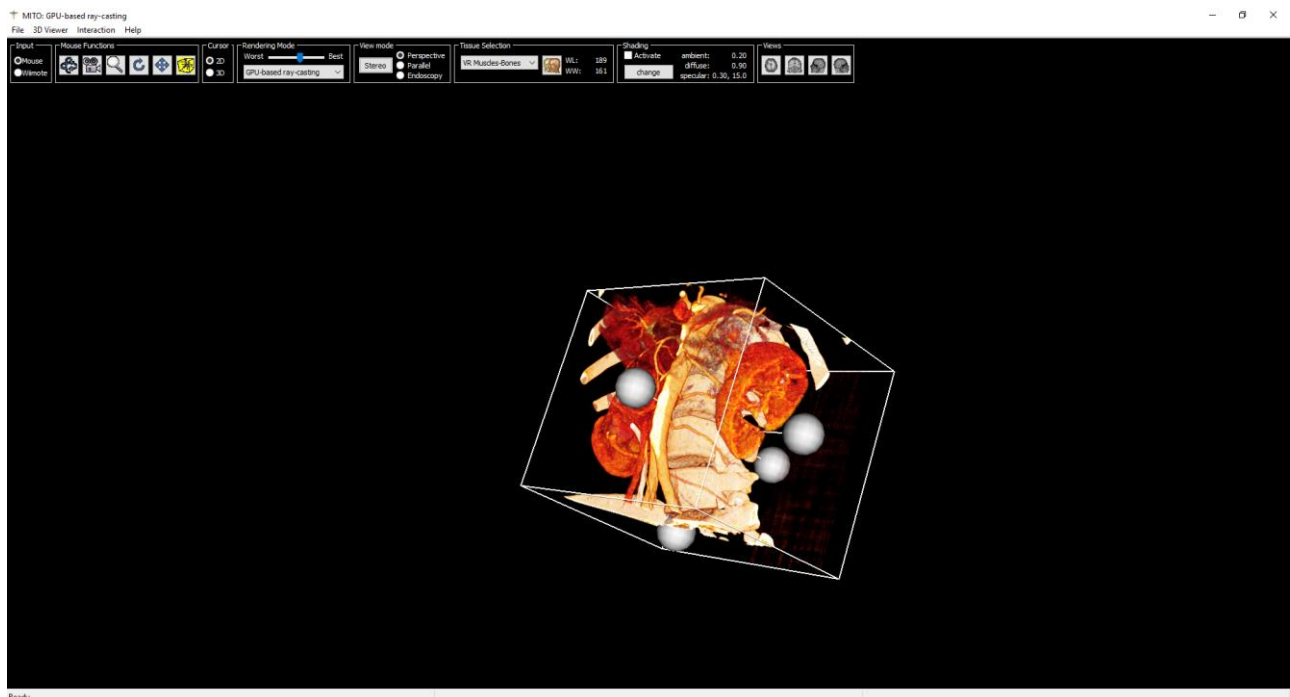 MITO: GPU-based ray-casting
File 3D Viewer Interaction Help
Input
Mouse
Wiimote
Mouse Functions
Cursor
2D
3D
Rendering Mode
Worst Best
GPU-based ray-casting
View mode
Stereo
Perspective
Parallel
Endoscopy
Tissue Selection
VR Muscles-Bones
WL: 189
WW: 161
Shading
Activate
change
ambient: 0.20
diffuse: 0.90
specular: 0.30, 15.0
Views
Ready